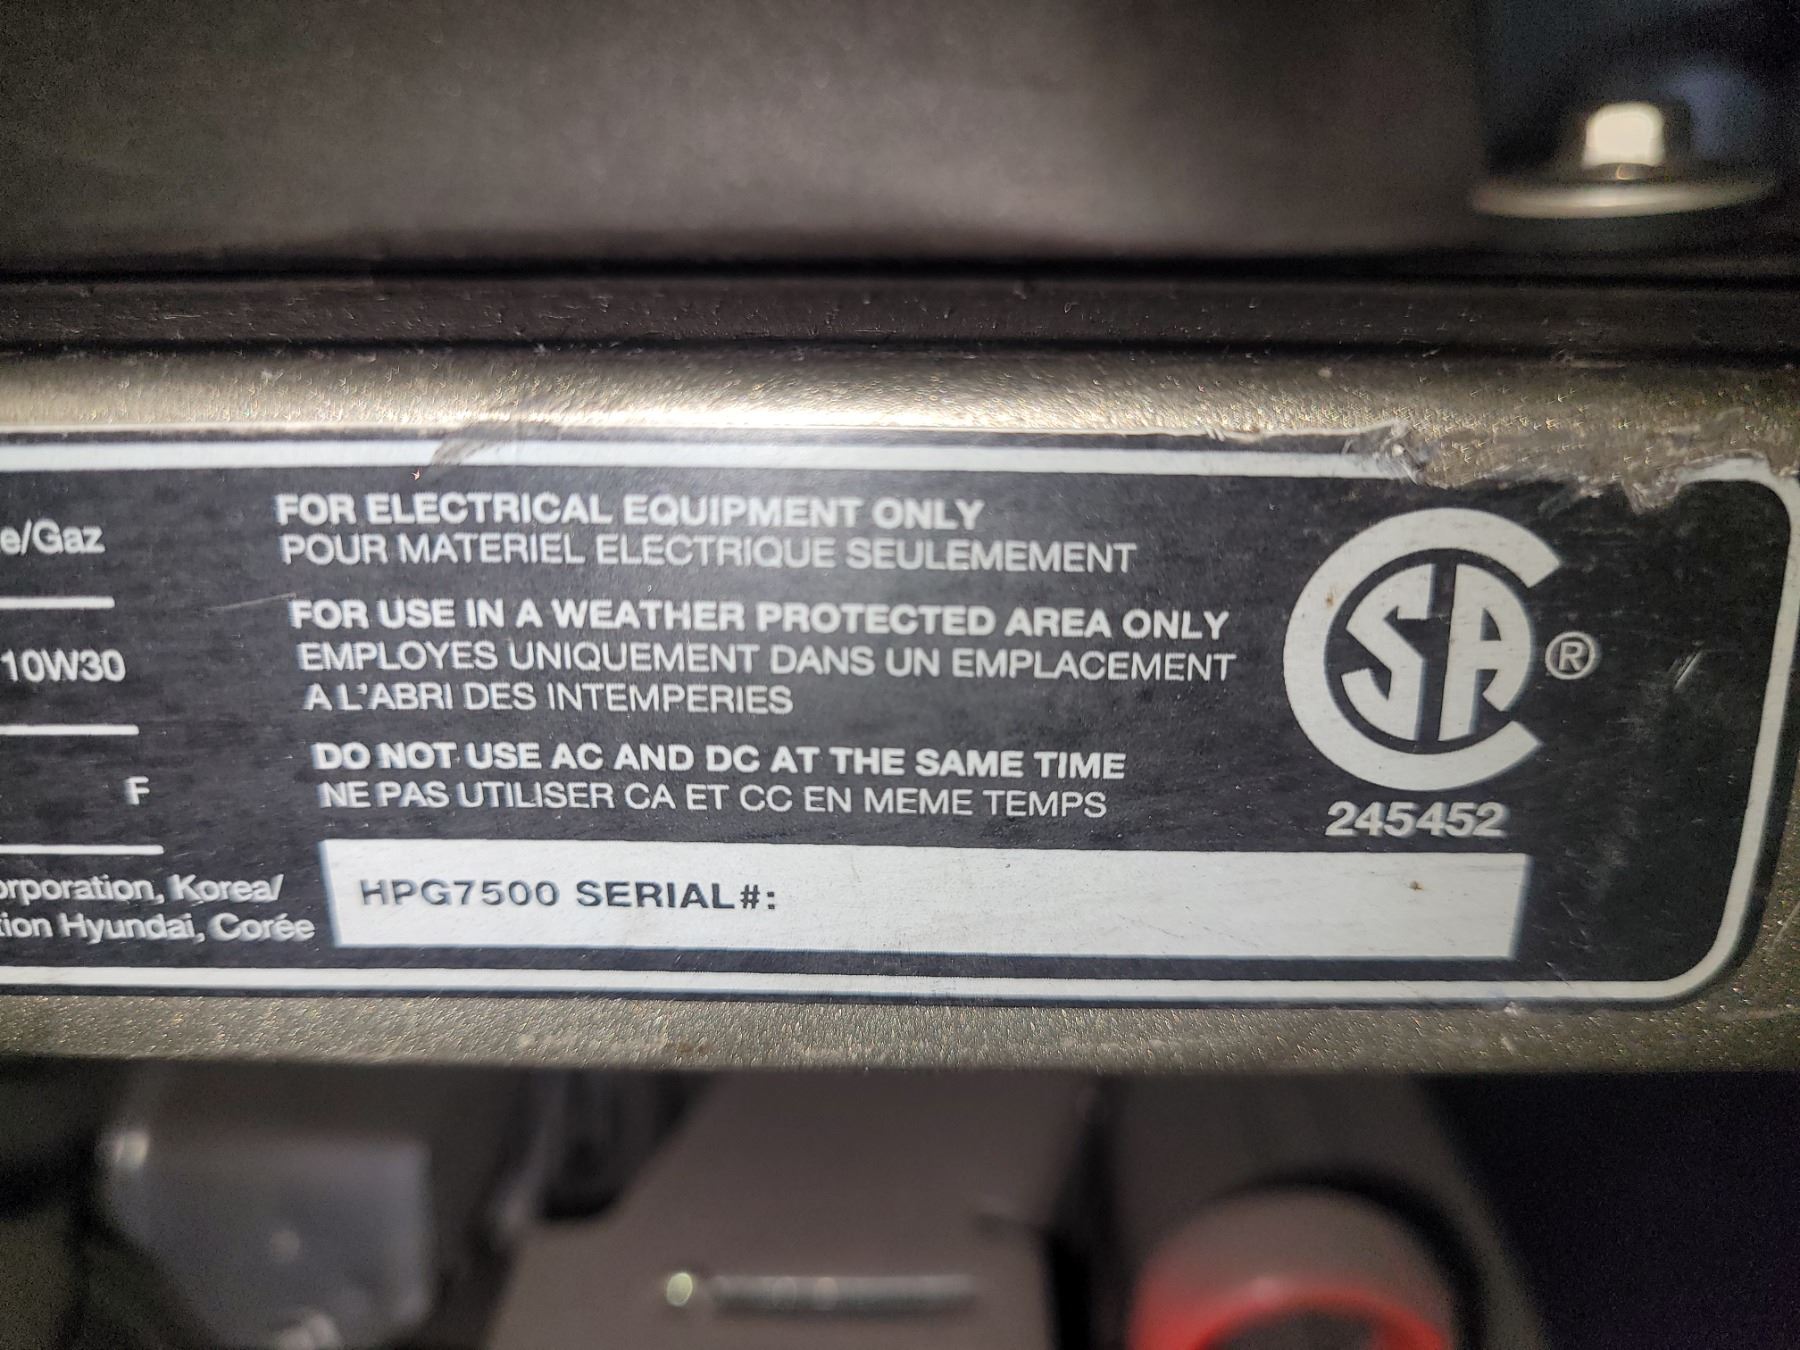 e/Gaz
10W30
F
orporation, Korea/
tion Hyundai, Corée
FOR ELECTRICAL EQUIPMENT ONLY
POUR MATERIEL ELECTRIQUE SEULEMEMENT
FOR USE IN A WEATHER PROTECTED AREA ONLY
EMPLOYES UNIQUEMENT DANS UN EMPLACEMENT
A L'ABRI DES INTEMPERIES
DO NOT USE AC AND DC AT THE SAME TIME
NE PAS UTILISER CA ET CC EN MEME TEMPS
HPG7500 SERIAL#:
CSA®
245452